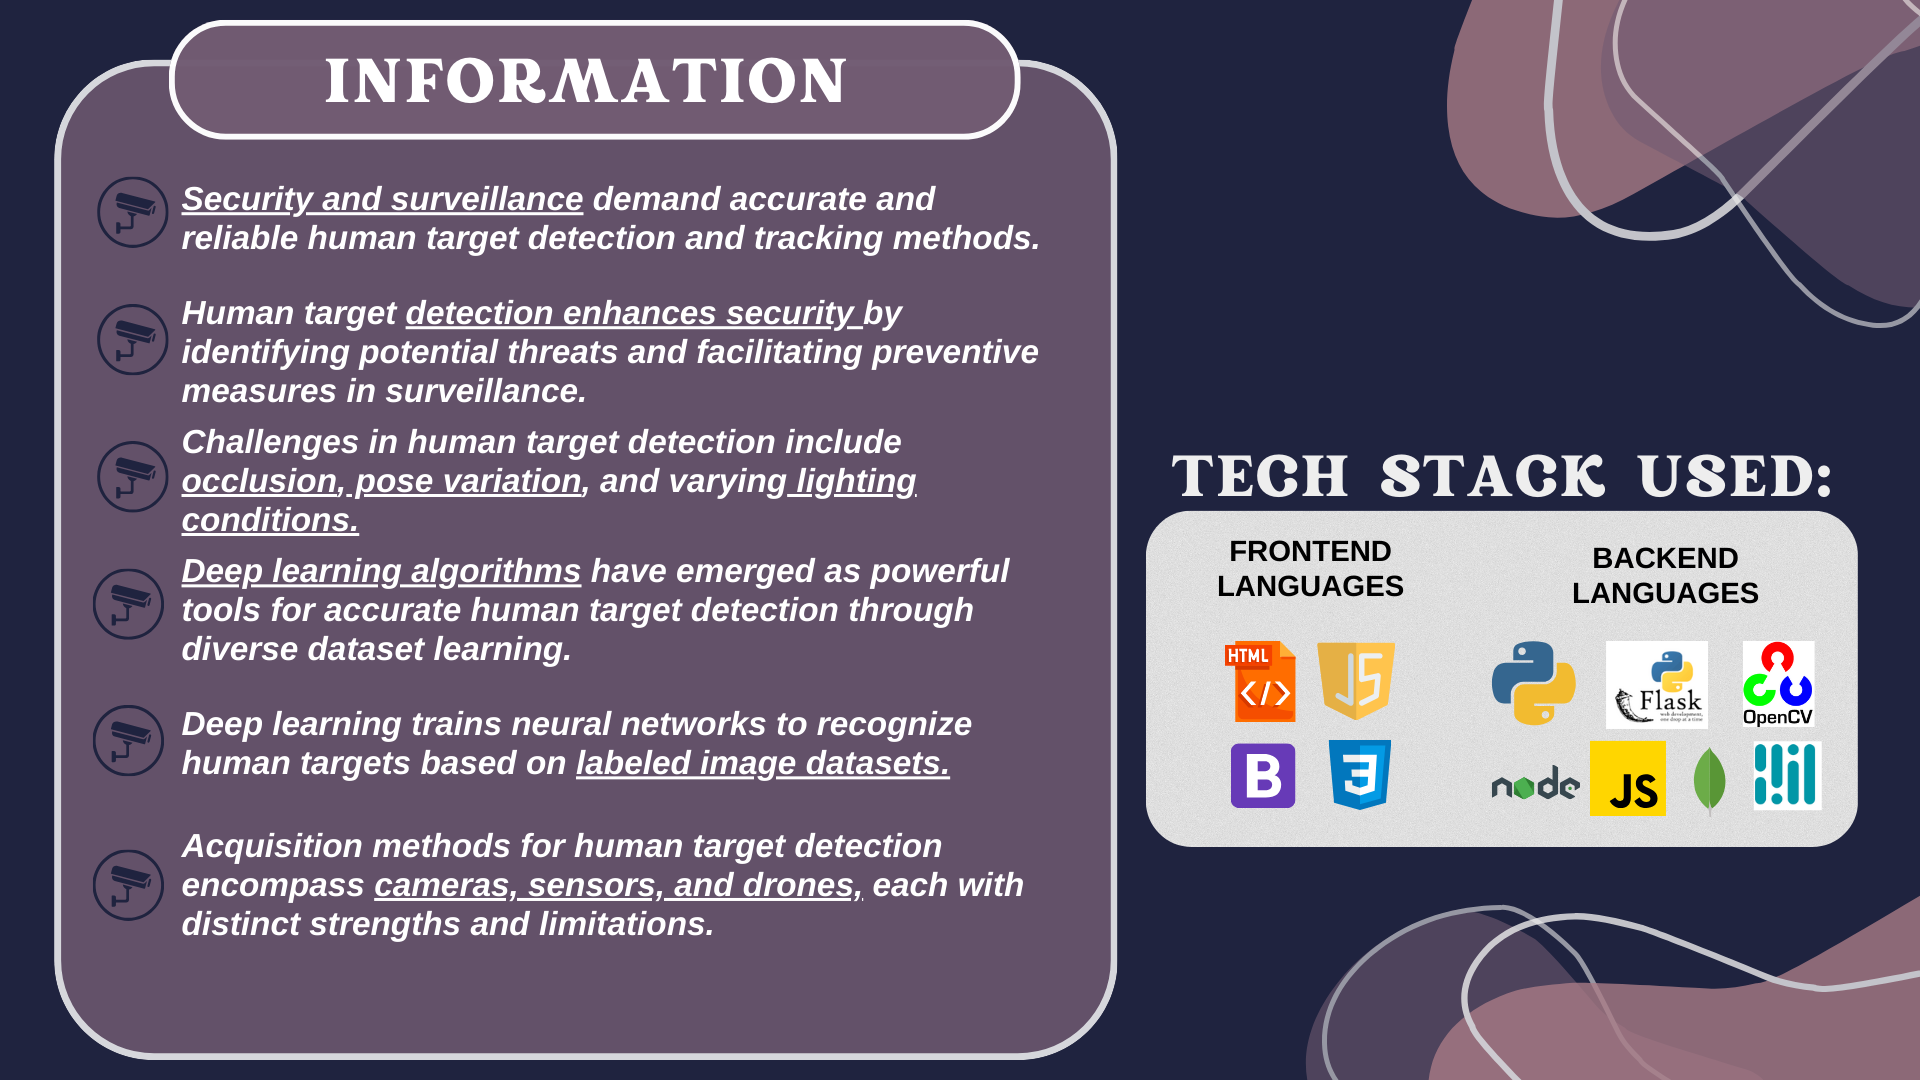 INFORMATION
Security and surveillance demand accurate and
reliable human target detection and tracking methods.
Human target detection enhances security by
identifying potential threats and facilitating preventive
measures in surveillance.
Challenges in human target detection include
occlusion, pose variation, and varying lighting
conditions.
Deep learning algorithms have emerged as powerful
tools for accurate human target detection through
diverse dataset learning.
Deep learning trains neural networks to recognize
human targets based on labeled image datasets.
Acquisition methods for human target detection
encompass cameras, sensors, and drones, each with
distinct strengths and limitations.
TECH STACK USED:
FRONTEND
LANGUAGES
HTML
</>
JS
B
3
BACKEND
LANGUAGES
Flask
web development,
one drop at a time
OpenCV
node
JS